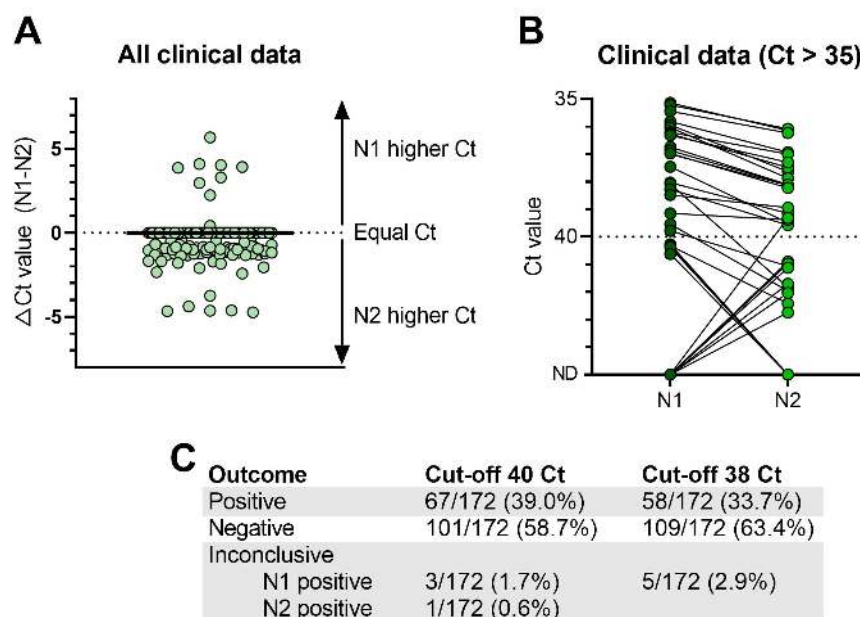 A
All clinical data
△Ct value (N1-N2)
5
0
-5
N1 higher Ct
Equal Ct
N2 higher Ct
B
Clinical data (Ct > 35)
Ct value
35
40
ND
N1 N2
C
Outcome Cut-off 40 Ct Cut-off 38 Ct
Positive 67/172 (39.0%) 58/172 (33.7%)
Negative 101/172 (58.7%) 109/172 (63.4%)
Inconclusive
N1 positive 3/172 (1.7%) 5/172 (2.9%)
N2 positive 1/172 (0.6%)